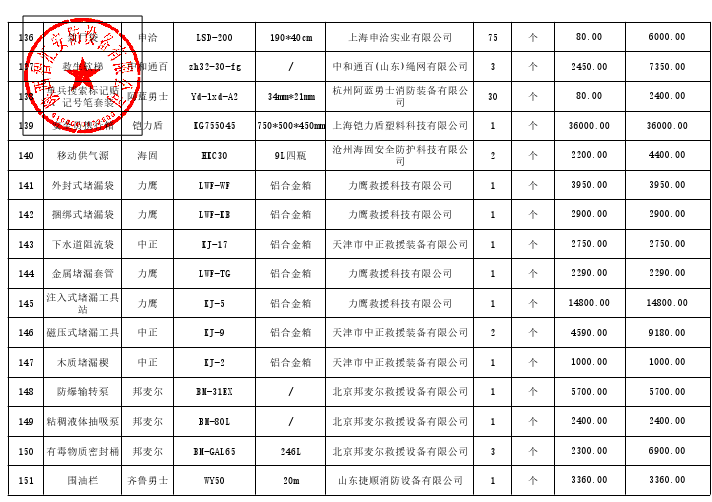 136 申洽 LSD-200 190*40cm 上海申洽实业有限公司 75 个 80.00 6000.00
137 救生软梯 中和通百 zh32-30-fg / 中和通百(山东)绳网有限公司 3 个 2450.00 7350.00
138 单兵搜索标记贴 记号笔套装 阿蓝勇士 Yd-lxd-A2 34mm*21mm 杭州阿蓝勇士消防装备有限公 30 个 80.00 2400.00
司
139 铠力盾 KG755045 750*500*450mm 上海铠力盾塑料科技有限公司 1 个 36000.00 36000.00
140 移动供气源 海固 HKC30 9L四瓶 沧州海固安全防护科技有限公 2 个 2200.00 4400.00
司
141 外封式堵漏袋 力鹰 LWF-WF 铝合金箱 力鹰救援科技有限公司 1 个 3950.00 3950.00
142 捆绑式堵漏袋 力鹰 LWF-KB 铝合金箱 力鹰救援科技有限公司 1 个 2900.00 2900.00
143 下水道阻流袋 中正 KJ-17 铝合金箱 天津市中正救援装备有限公司 1 个 2750.00 2750.00
144 金属堵漏套管 力鹰 LWF-TG 铝合金箱 力鹰救援科技有限公司 1 个 2290.00 2290.00
145 注入式堵漏工具 力鹰 KJ-5 铝合金箱 力鹰救援科技有限公司 1 个 14800.00 14800.00
站
146 磁压式堵漏工具 中正 KJ-9 铝合金箱 天津市中正救援装备有限公司 2 个 4590.00 9180.00
147 木质堵漏楔 中正 KJ-2 铝合金箱 天津市中正救援装备有限公司 1 个 1000.00 1000.00
148 防爆输转泵 邦麦尔 BM-31EX / 北京邦麦尔救援设备有限公司 1 个 5700.00 5700.00
149 粘稠液体抽吸泵 邦麦尔 BM-80L / 北京邦麦尔救援设备有限公司 1 个 2400.00 2400.00
150 有毒物质密封桶 邦麦尔 BM-GAL65 246L 北京邦麦尔救援设备有限公司 3 个 2300.00 6900.00
151 围油栏 齐鲁勇士 WY50 20m 山东捷顺消防设备有限公司 1 个 3360.00 3360.00